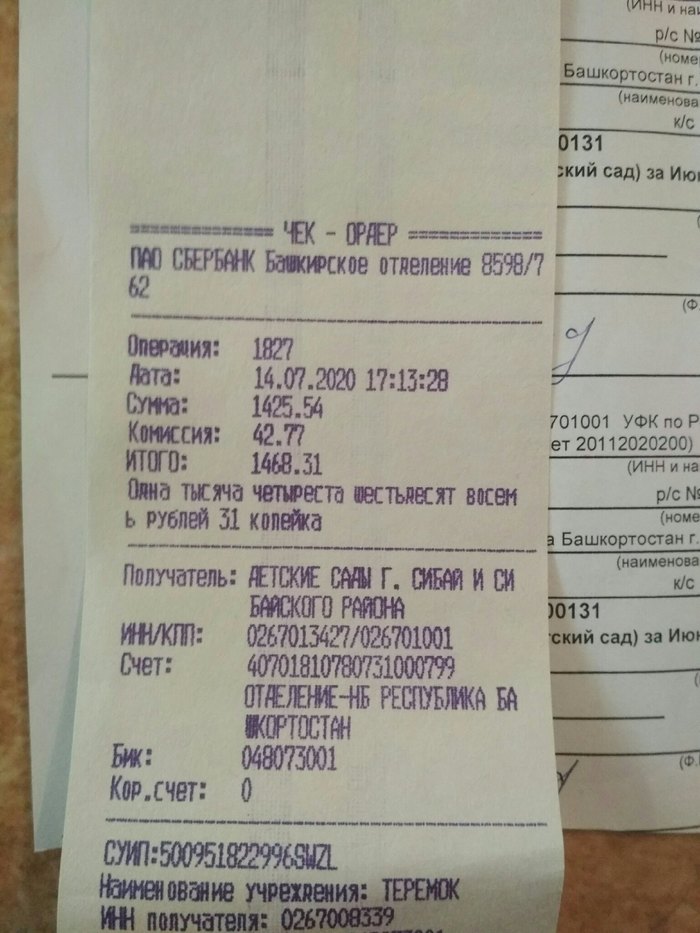 ============== ЧЕК - ОРДЕР ==============
ПАО СБЕРБАНК Башкирское отделение 8598/7
62
Операция: 1827
Дата: 14.07.2020 17:13:28
Сумма: 1425.54
Комиссия: 42.77
ИТОГО: 1468.31
Одна тысяча четыреста шестьдесят восем
ь рублей 31 копейка
Получатель: ДЕТСКИЕ САДЫ Г. СИБАЙ И СИ
БАЙСКОГО РАЙОНА
ИНН/КПП: 0267013427/026701001
Счет: 40701810780731000799
ОТДЕЛЕНИЕ-НБ РЕСПУБЛИКА БА
ШКОРТОСТАН
Бик: 048073001
Кор.счет: 0
СУИП:500951822996SWZL
Наименование учреждения: ТЕРЕМОК
ИНН получателя: 0267008339
(ИНН и на
р/с №
(номе
Башкортостан г.
(наименова
к/с
0131
ский сад) за Июн
(Ф.
701001 УФК по Р
ет 20112020200)
(ИНН и на
р/с №
(номе
а Башкортостан г.
(наименова
к/с
00131
тский сад) за Июн
(Ф.